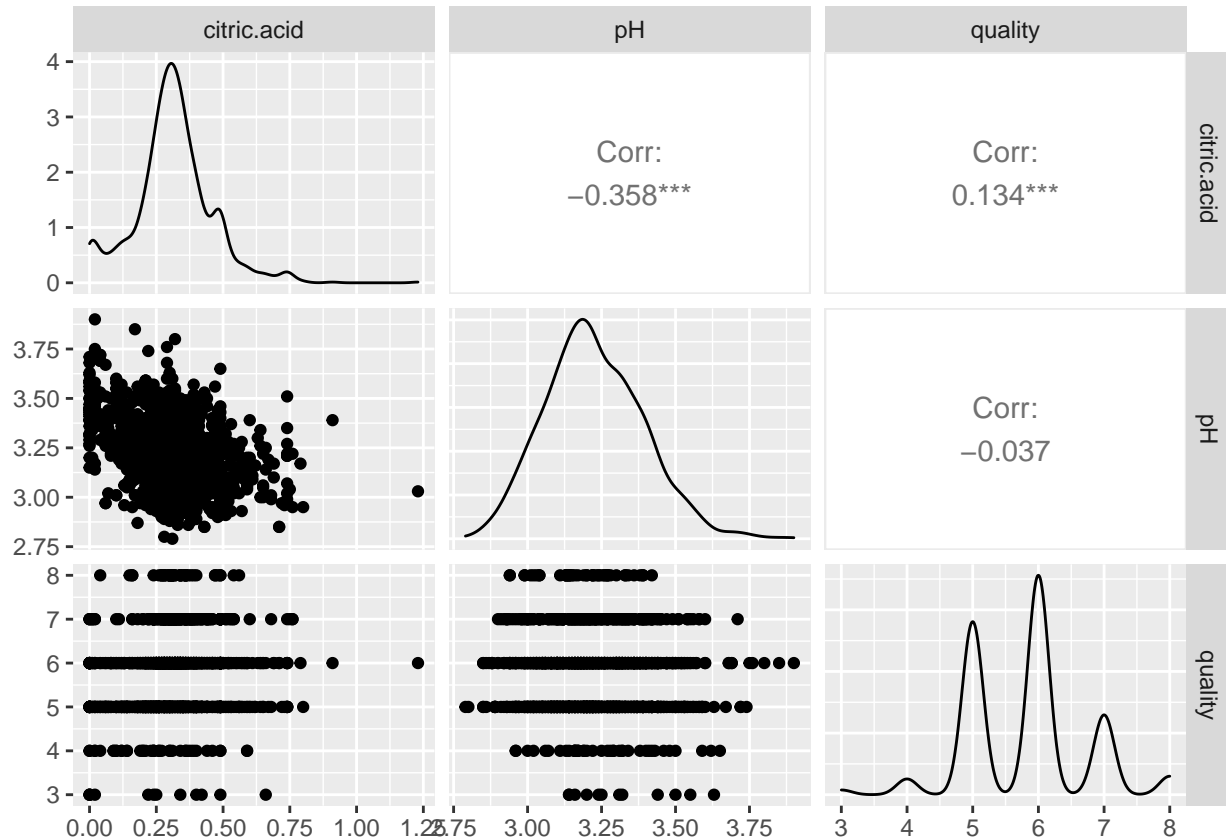 citric.acid pH quality
4
3
2
1
0
Corr:
−0.358***
Corr:
0.134***
citric.acid
3.75
3.50
3.25
3.00
2.75
Corr:
−0.037
pH
8
7
6
5
4
3
quality
0.00 0.25 0.50 0.75 1.00 1.25 2.75 3.00 3.25 3.50 3.75 3 4 5 6 7 8